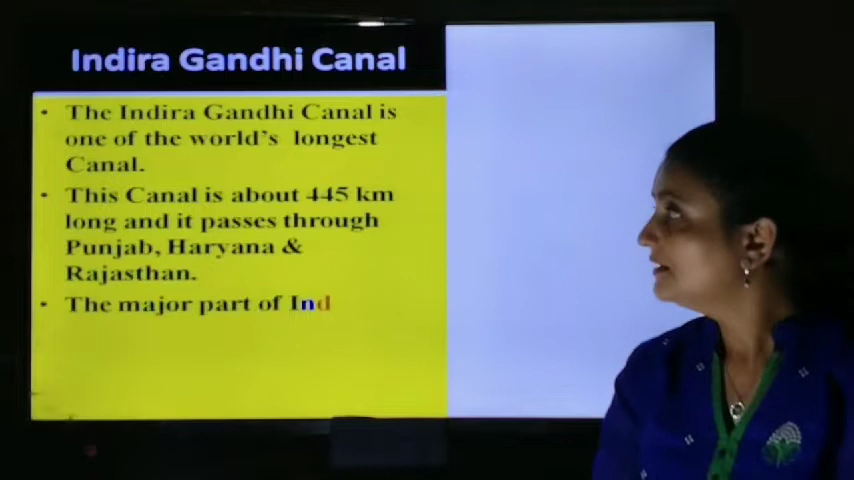 Indira Gandhi Canal
• The Indira Gandhi Canal is
one of the world's longest
Canal.
• This Canal is about 445 km
long and it passes through
Punjab, Haryana &
Rajasthan.
• The major part of Ind